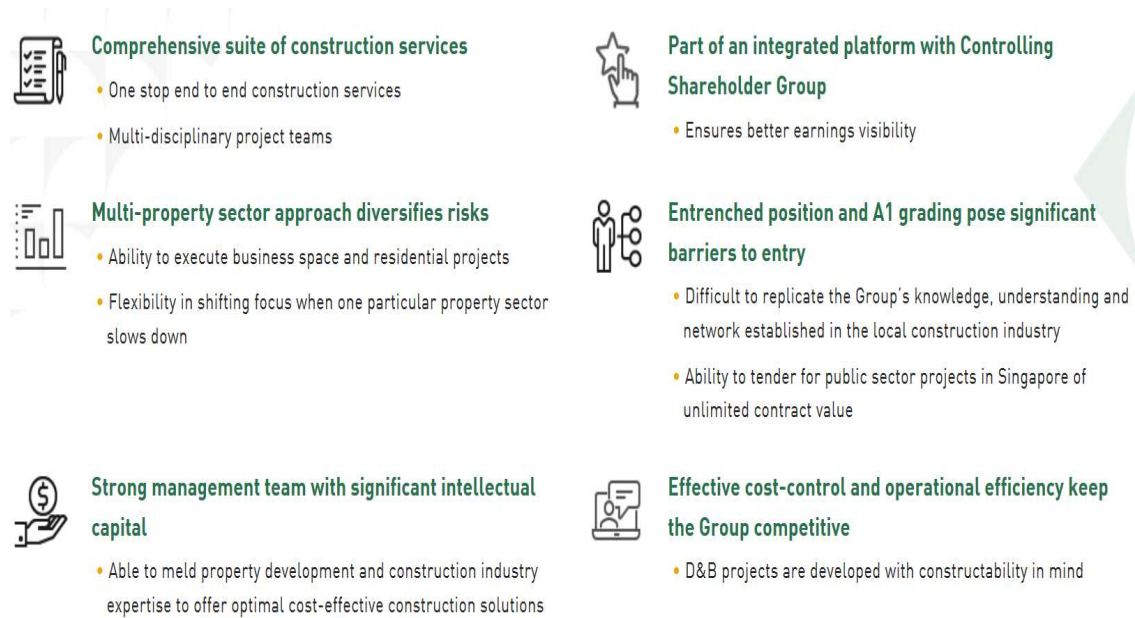 Comprehensive suite of construction services
• One stop end to end construction services
• Multi-disciplinary project teams
Part of an integrated platform with Controlling
Shareholder Group
• Ensures better earnings visibility
Multi-property sector approach diversifies risks
• Ability to execute business space and residential projects
• Flexibility in shifting focus when one particular property sector
slows down
Entrenched position and A1 grading pose significant
barriers to entry
• Difficult to replicate the Group's knowledge, understanding and
network established in the local construction industry
• Ability to tender for public sector projects in Singapore of
unlimited contract value
Strong management team with significant intellectual
capital
• Able to meld property development and construction industry
expertise to offer optimal cost-effective construction solutions
Effective cost-control and operational efficiency keep
the Group competitive
• D&B projects are developed with constructability in mind